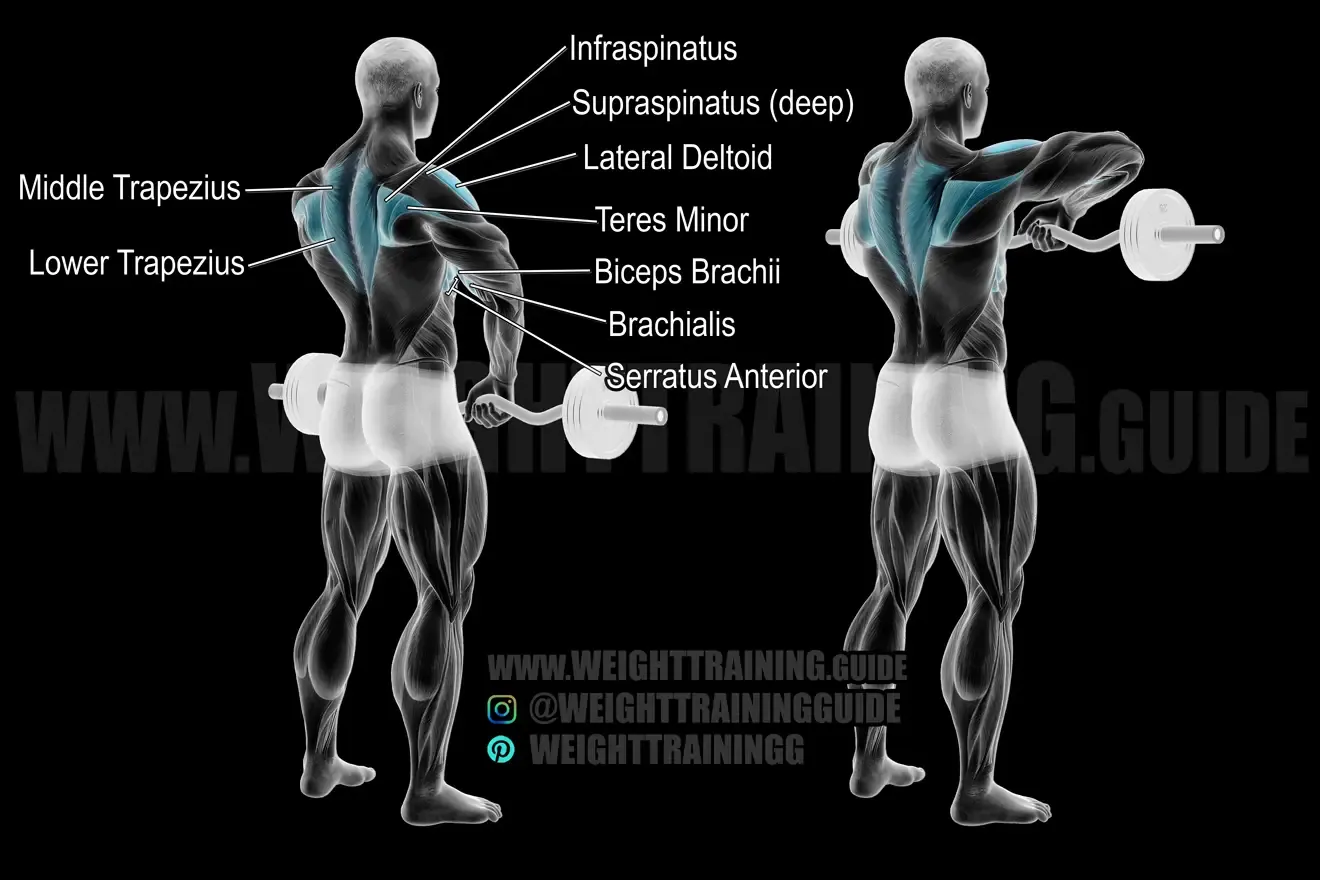 Infraspinatus
Supraspinatus (deep)
Lateral Deltoid
Middle Trapezius
Teres Minor
Lower Trapezius
Biceps Brachii
Brachialis
Serratus Anterior
WWW.WEIGHTTRAINING.GUIDE
WWW.WEIGHTTRAINING.GUIDE
@WEIGHTTRAININGGUIDE
WEIGHTTRAININGG